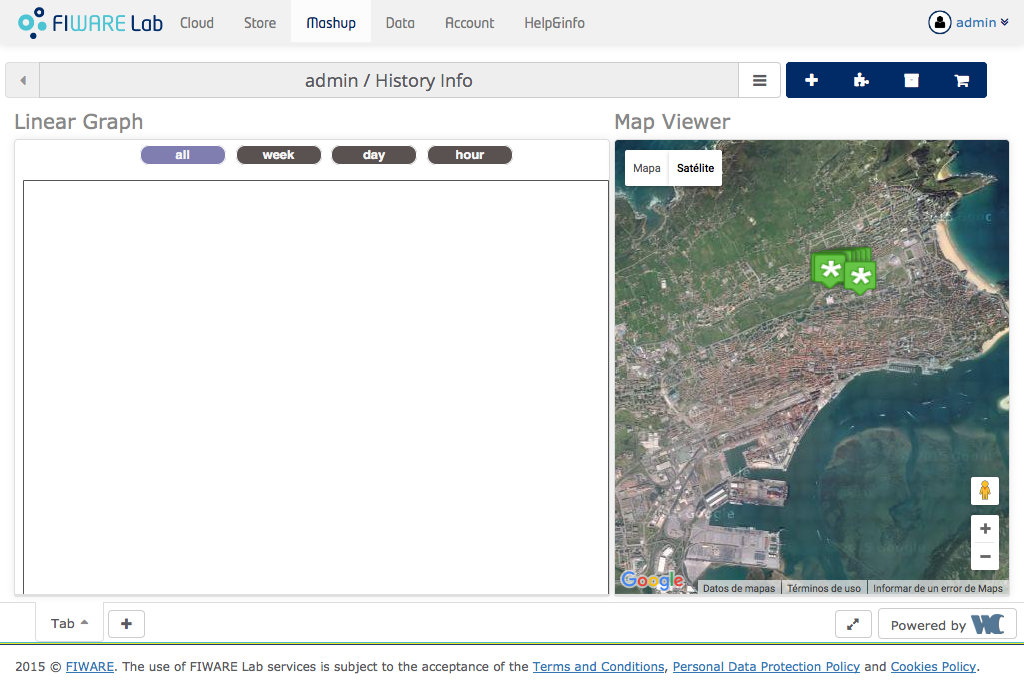 FIWARE Lab Cloud Store Mashup Data Account Help&info admin
admin / History Info
Linear Graph
Map Viewer
all week day hour
Mapa Satélite
Google
Google Datos de mapas Términos de uso Informar de un error de Maps
Tab
Powered by WC
2015 © FIWARE. The use of FIWARE Lab services is subject to the acceptance of the Terms and Conditions, Personal Data Protection Policy and Cookies Policy.